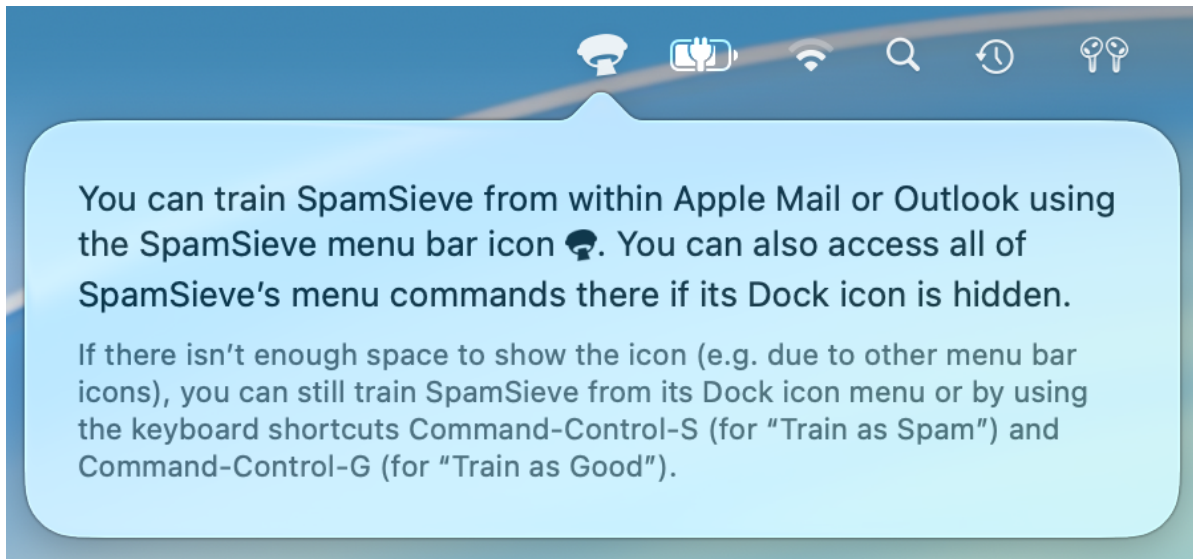 You can train SpamSieve from within Apple Mail or Outlook using
the SpamSieve menu bar icon . You can also access all of
SpamSieve’s menu commands there if its Dock icon is hidden.
If there isn’t enough space to show the icon (e.g. due to other menu bar
icons), you can still train SpamSieve from its Dock icon menu or by using
the keyboard shortcuts Command-Control-S (for “Train as Spam”) and
Command-Control-G (for “Train as Good”).